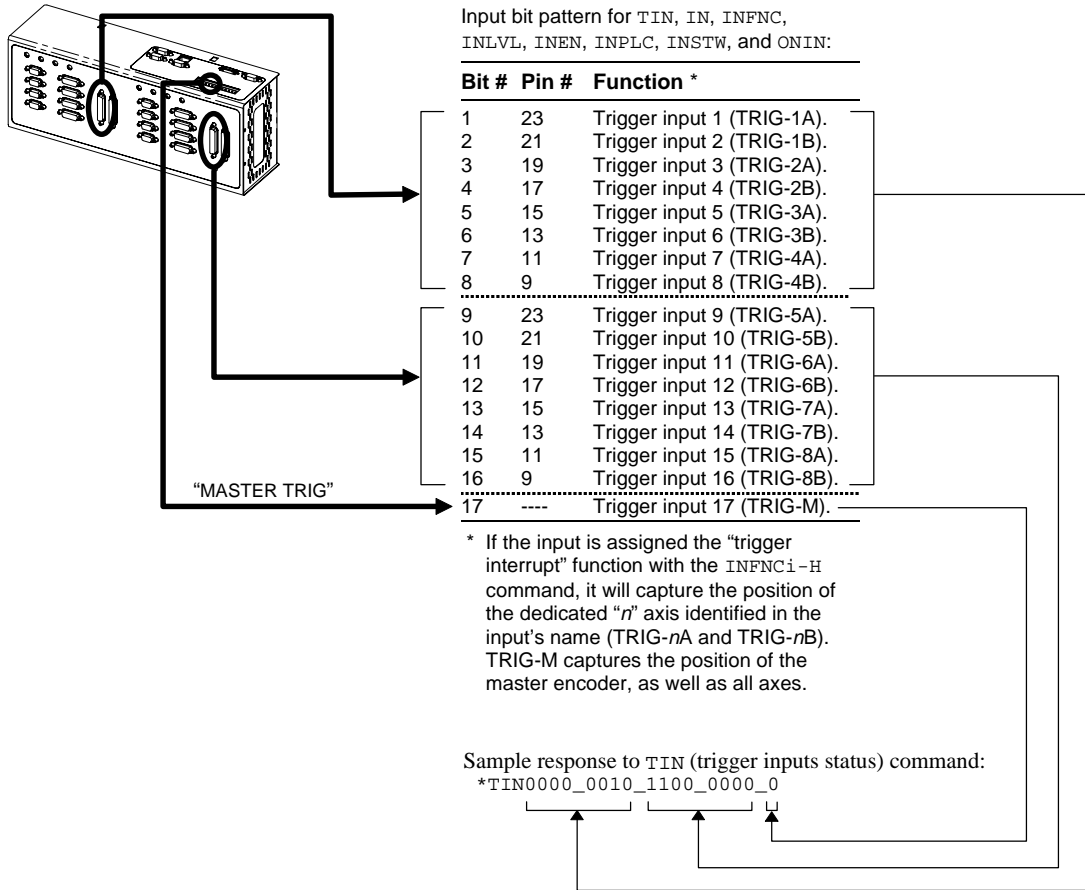 Input bit pattern for TIN, IN, INFNC,
INLVL, INEN, INPLC, INSTW, and ONIN:
Bit # Pin # Function *
1 23 Trigger input 1 (TRIG-1A).
2 21 Trigger input 2 (TRIG-1B).
3 19 Trigger input 3 (TRIG-2A).
4 17 Trigger input 4 (TRIG-2B).
5 15 Trigger input 5 (TRIG-3A).
6 13 Trigger input 6 (TRIG-3B).
7 11 Trigger input 7 (TRIG-4A).
8 9 Trigger input 8 (TRIG-4B).
9 23 Trigger input 9 (TRIG-5A).
10 21 Trigger input 10 (TRIG-5B).
11 19 Trigger input 11 (TRIG-6A).
12 17 Trigger input 12 (TRIG-6B).
13 15 Trigger input 13 (TRIG-7A).
14 13 Trigger input 14 (TRIG-7B).
15 11 Trigger input 15 (TRIG-8A).
16 9 Trigger input 16 (TRIG-8B).
“MASTER TRIG”
17 ---- Trigger input 17 (TRIG-M).
* If the input is assigned the “trigger
interrupt” function with the INFNCi-H
command, it will capture the position of
the dedicated “n” axis identified in the
input’s name (TRIG-nA and TRIG-nB).
TRIG-M captures the position of the
master encoder, as well as all axes.
Sample response to TIN (trigger inputs status) command:
*TIN0000_0010_1100_0000_0